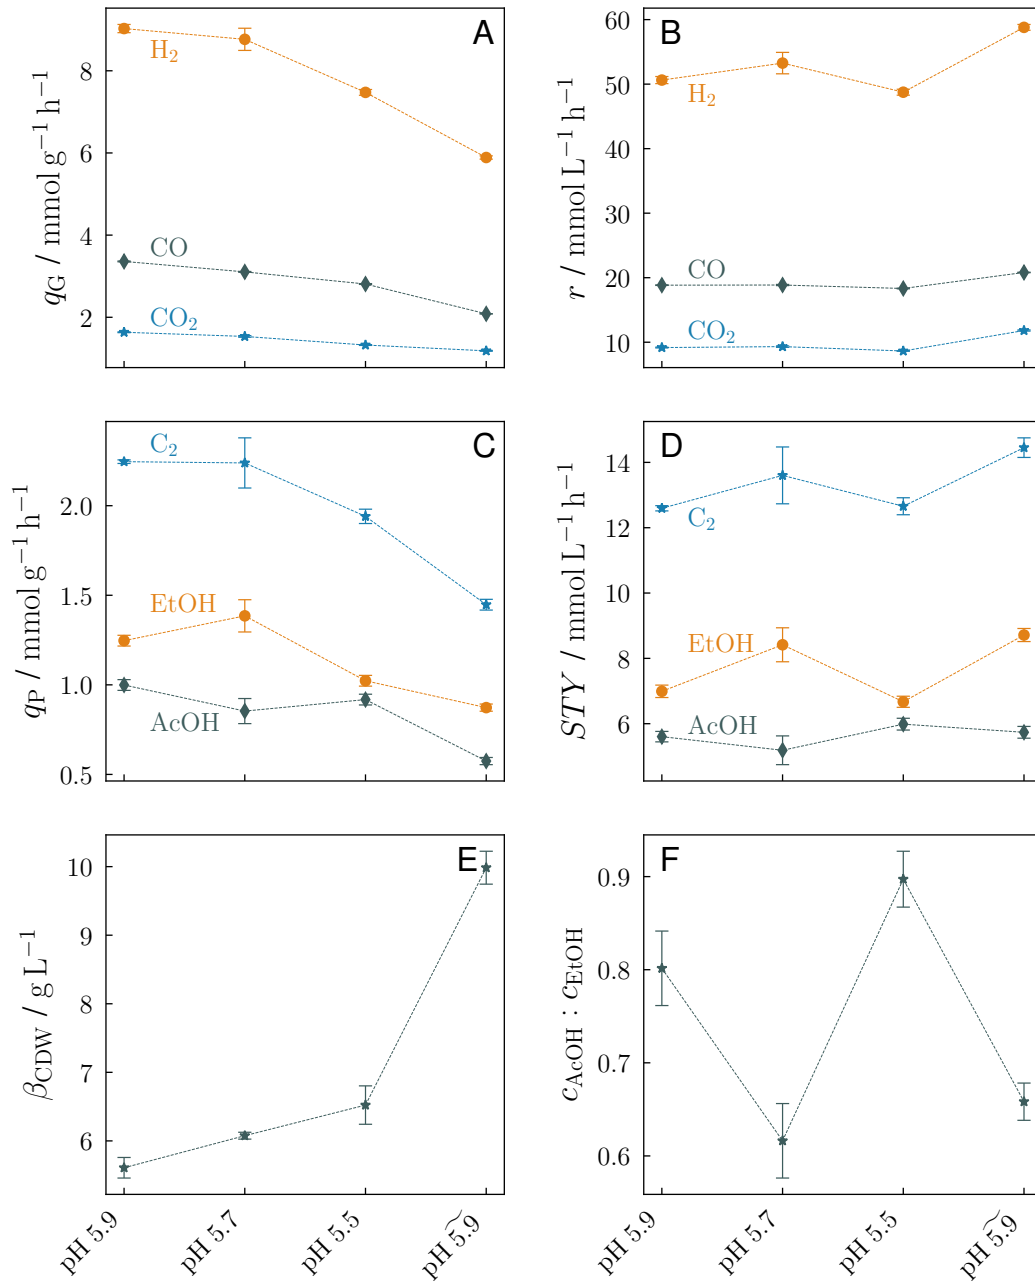 A
H₂
CO
CO₂
8
6
4
2
q_G / mmol g⁻¹ h⁻¹
B
H₂
CO
CO₂
60
50
40
30
20
10
r / mmol L⁻¹ h⁻¹
C
C₂
EtOH
AcOH
2.0
1.5
1.0
0.5
q_P / mmol g⁻¹ h⁻¹
D
C₂
EtOH
AcOH
14
12
10
8
6
STY / mmol L⁻¹ h⁻¹
E
10
9
8
7
6
β_CDW / g L⁻¹
pH 5.9
pH 5.7
pH 5.5
pH 5.9͂
F
0.9
0.8
0.7
0.6
c_AcOH : c_EtOH
pH 5.9
pH 5.7
pH 5.5
pH 5.9͂